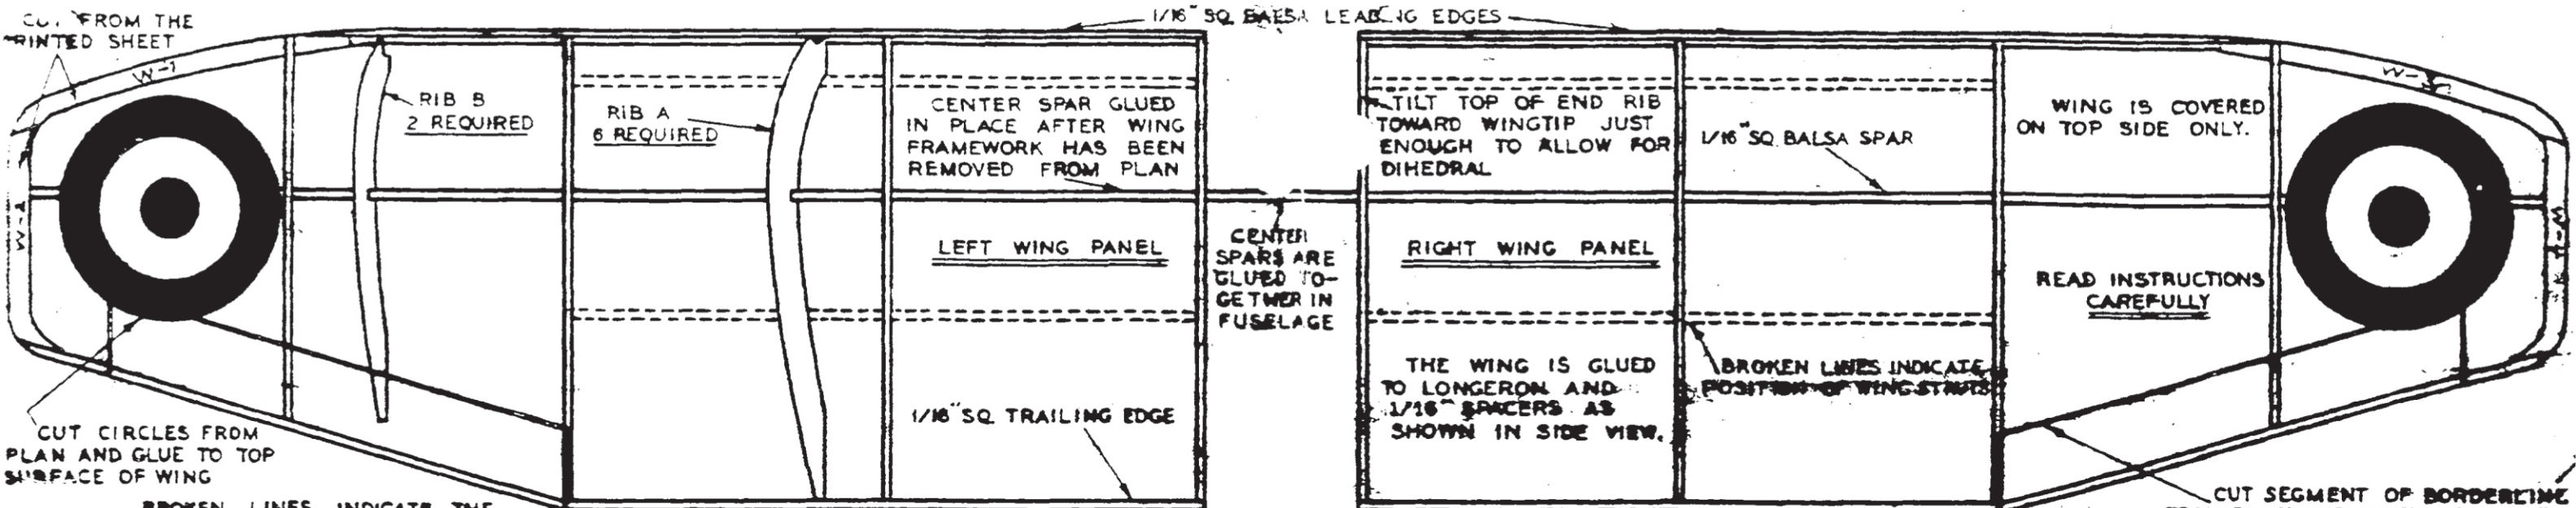 1/16" SQ. BALSA LEADING EDGES
CUT FROM THE
PRINTED SHEET
W-1
W-2
RIB B
2 REQUIRED
RIB A
6 REQUIRED
CENTER SPAR GLUED
IN PLACE AFTER WING
FRAMEWORK HAS BEEN
REMOVED FROM PLAN
TILT TOP OF END RIB
TOWARD WINGTIP JUST
ENOUGH TO ALLOW FOR
DIHEDRAL
1/16" SQ. BALSA SPAR
WING IS COVERED
ON TOP SIDE ONLY.
LEFT WING PANEL
CENTER
SPARS ARE
GLUED TO-
GETHER IN
FUSELAGE
RIGHT WING PANEL
READ INSTRUCTIONS
CAREFULLY
CUT CIRCLES FROM
PLAN AND GLUE TO TOP
SURFACE OF WING
1/16" SQ. TRAILING EDGE
THE WING IS GLUED
TO LONGERON AND
1/16" SPACERS AS
SHOWN IN SIDE VIEW.
BROKEN LINES INDICATE
POSITION OF WING STRUTS
BROKEN LINES INDICATE THE
CUT SEGMENT OF BORDERLINE